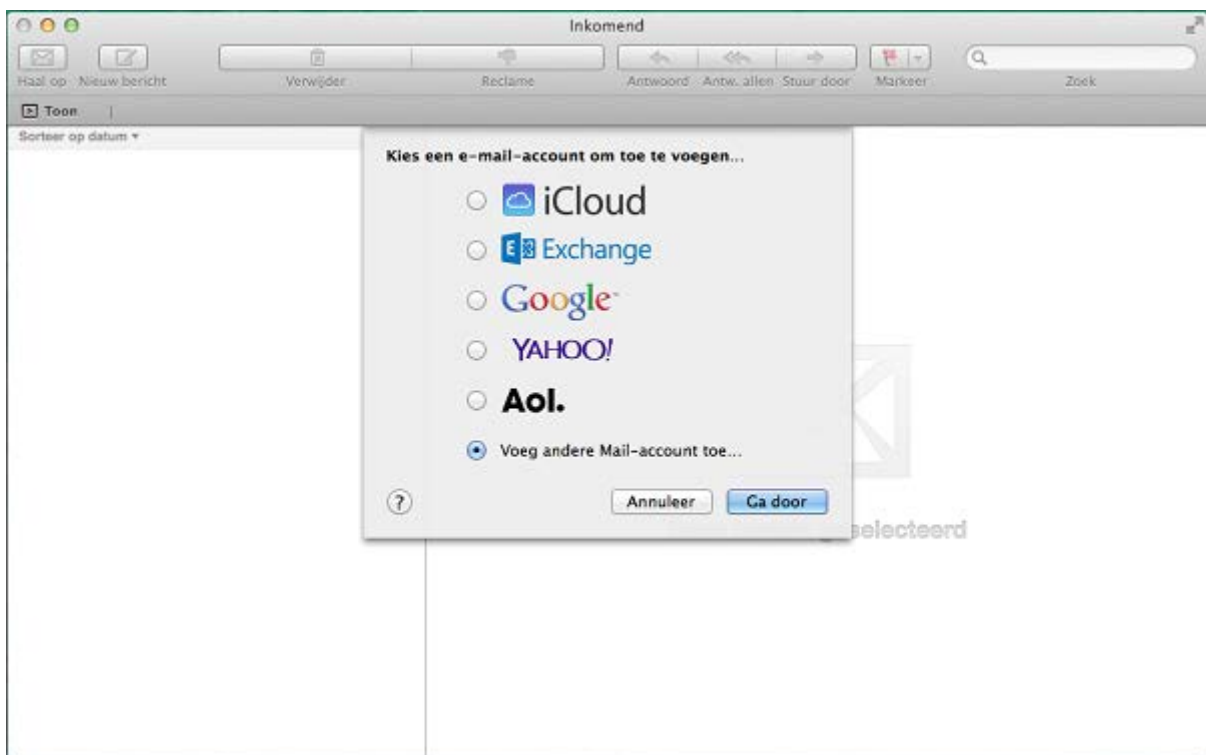 Inkomend
Haal op Nieuw bericht Verwijder Reclame Antwoord Antw. allen Stuur door Markeer Zoek
Toon
Sorteer op datum
Kies een e-mail-account om toe te voegen...
iCloud
E Exchange
Google™
YAHOO!
Aol.
Voeg andere Mail-account toe...
? Annuleer Ga door
selecteerd